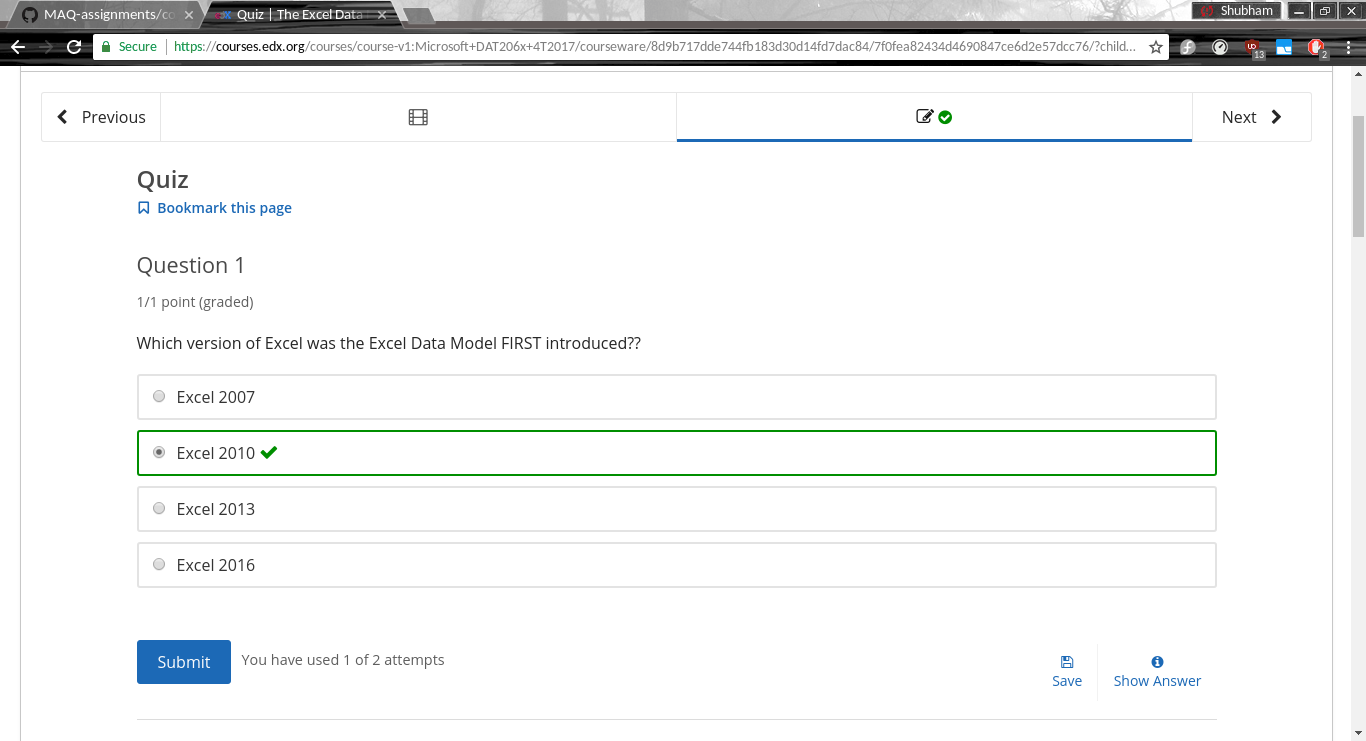 MAQ-assignments/co
Quiz | The Excel Data
Shubham
Secure
https://courses.edx.org/courses/course-v1:Microsoft+DAT206x+4T2017/courseware/8d9b717dde744fb183d30d14fd7dac84/7f0fea82434d4690847ce6d2e57dcc76/?child...
13
2
Previous
Next
Quiz
Bookmark this page
Question 1
1/1 point (graded)
Which version of Excel was the Excel Data Model FIRST introduced??
Excel 2007
Excel 2010
Excel 2013
Excel 2016
Submit
You have used 1 of 2 attempts
Save
Show Answer